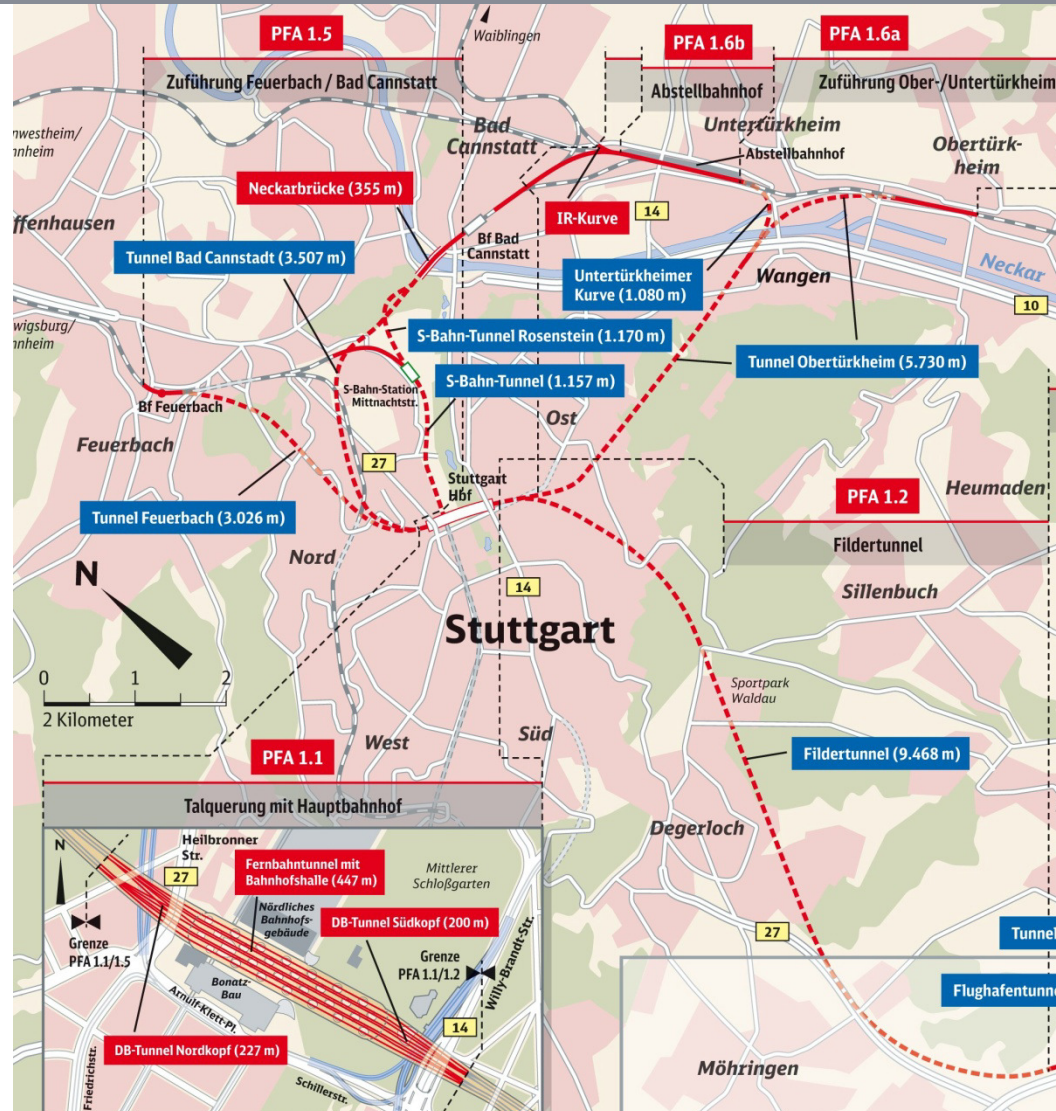 PFA 1.5
Zuführung Feuerbach / Bad Cannstatt
Waiblingen
PFA 1.6b
Abstellbahnhof
PFA 1.6a
Zuführung Ober-/Untertürkheim
nwestheim/
nnheim
Bad
Cannstatt
Untertürkheim
Abstellbahnhof
Obertürk-
heim
Neckarbrücke (355 m)
IR-Kurve
14
ffenhausen
Tunnel Bad Cannstadt (3.507 m)
Bf Bad
Cannstatt
Untertürkheimer
Kurve (1.080 m)
Wangen
Neckar
10
wigsburg/
nnheim
S-Bahn-Tunnel Rosenstein (1.170 m)
Tunnel Obertürkheim (5.730 m)
S-Bahn-Tunnel (1.157 m)
S-Bahn-Station
Mittnachtstr.
Bf Feuerbach
Feuerbach
Ost
27
Stuttgart
Hbf
Tunnel Feuerbach (3.026 m)
Nord
PFA 1.2
Heumaden
Fildertunnel
Sillenbuch
N
14
Stuttgart
0 1 2
2 Kilometer
Sportpark
Waldau
West
Süd
Fildertunnel (9.468 m)
PFA 1.1
Talquerung mit Hauptbahnhof
Degerloch
N
Heilbronner
Str.
27
Fernbahntunnel mit
Bahnhofshalle (447 m)
Mittlerer
Schloßgarten
Nördliches
Bahnhofs-
gebäude
DB-Tunnel Südkopf (200 m)
Grenze
PFA 1.1/1.5
Grenze
PFA 1.1/1.2
Willy-Brandt-Str.
Bonatz-
Bau
Arnulf-Klett-Pl.
14
DB-Tunnel Nordkopf (227 m)
Friedrichstr.
Schillerstr.
27
Tunnel
Flughafentunne
Möhringen